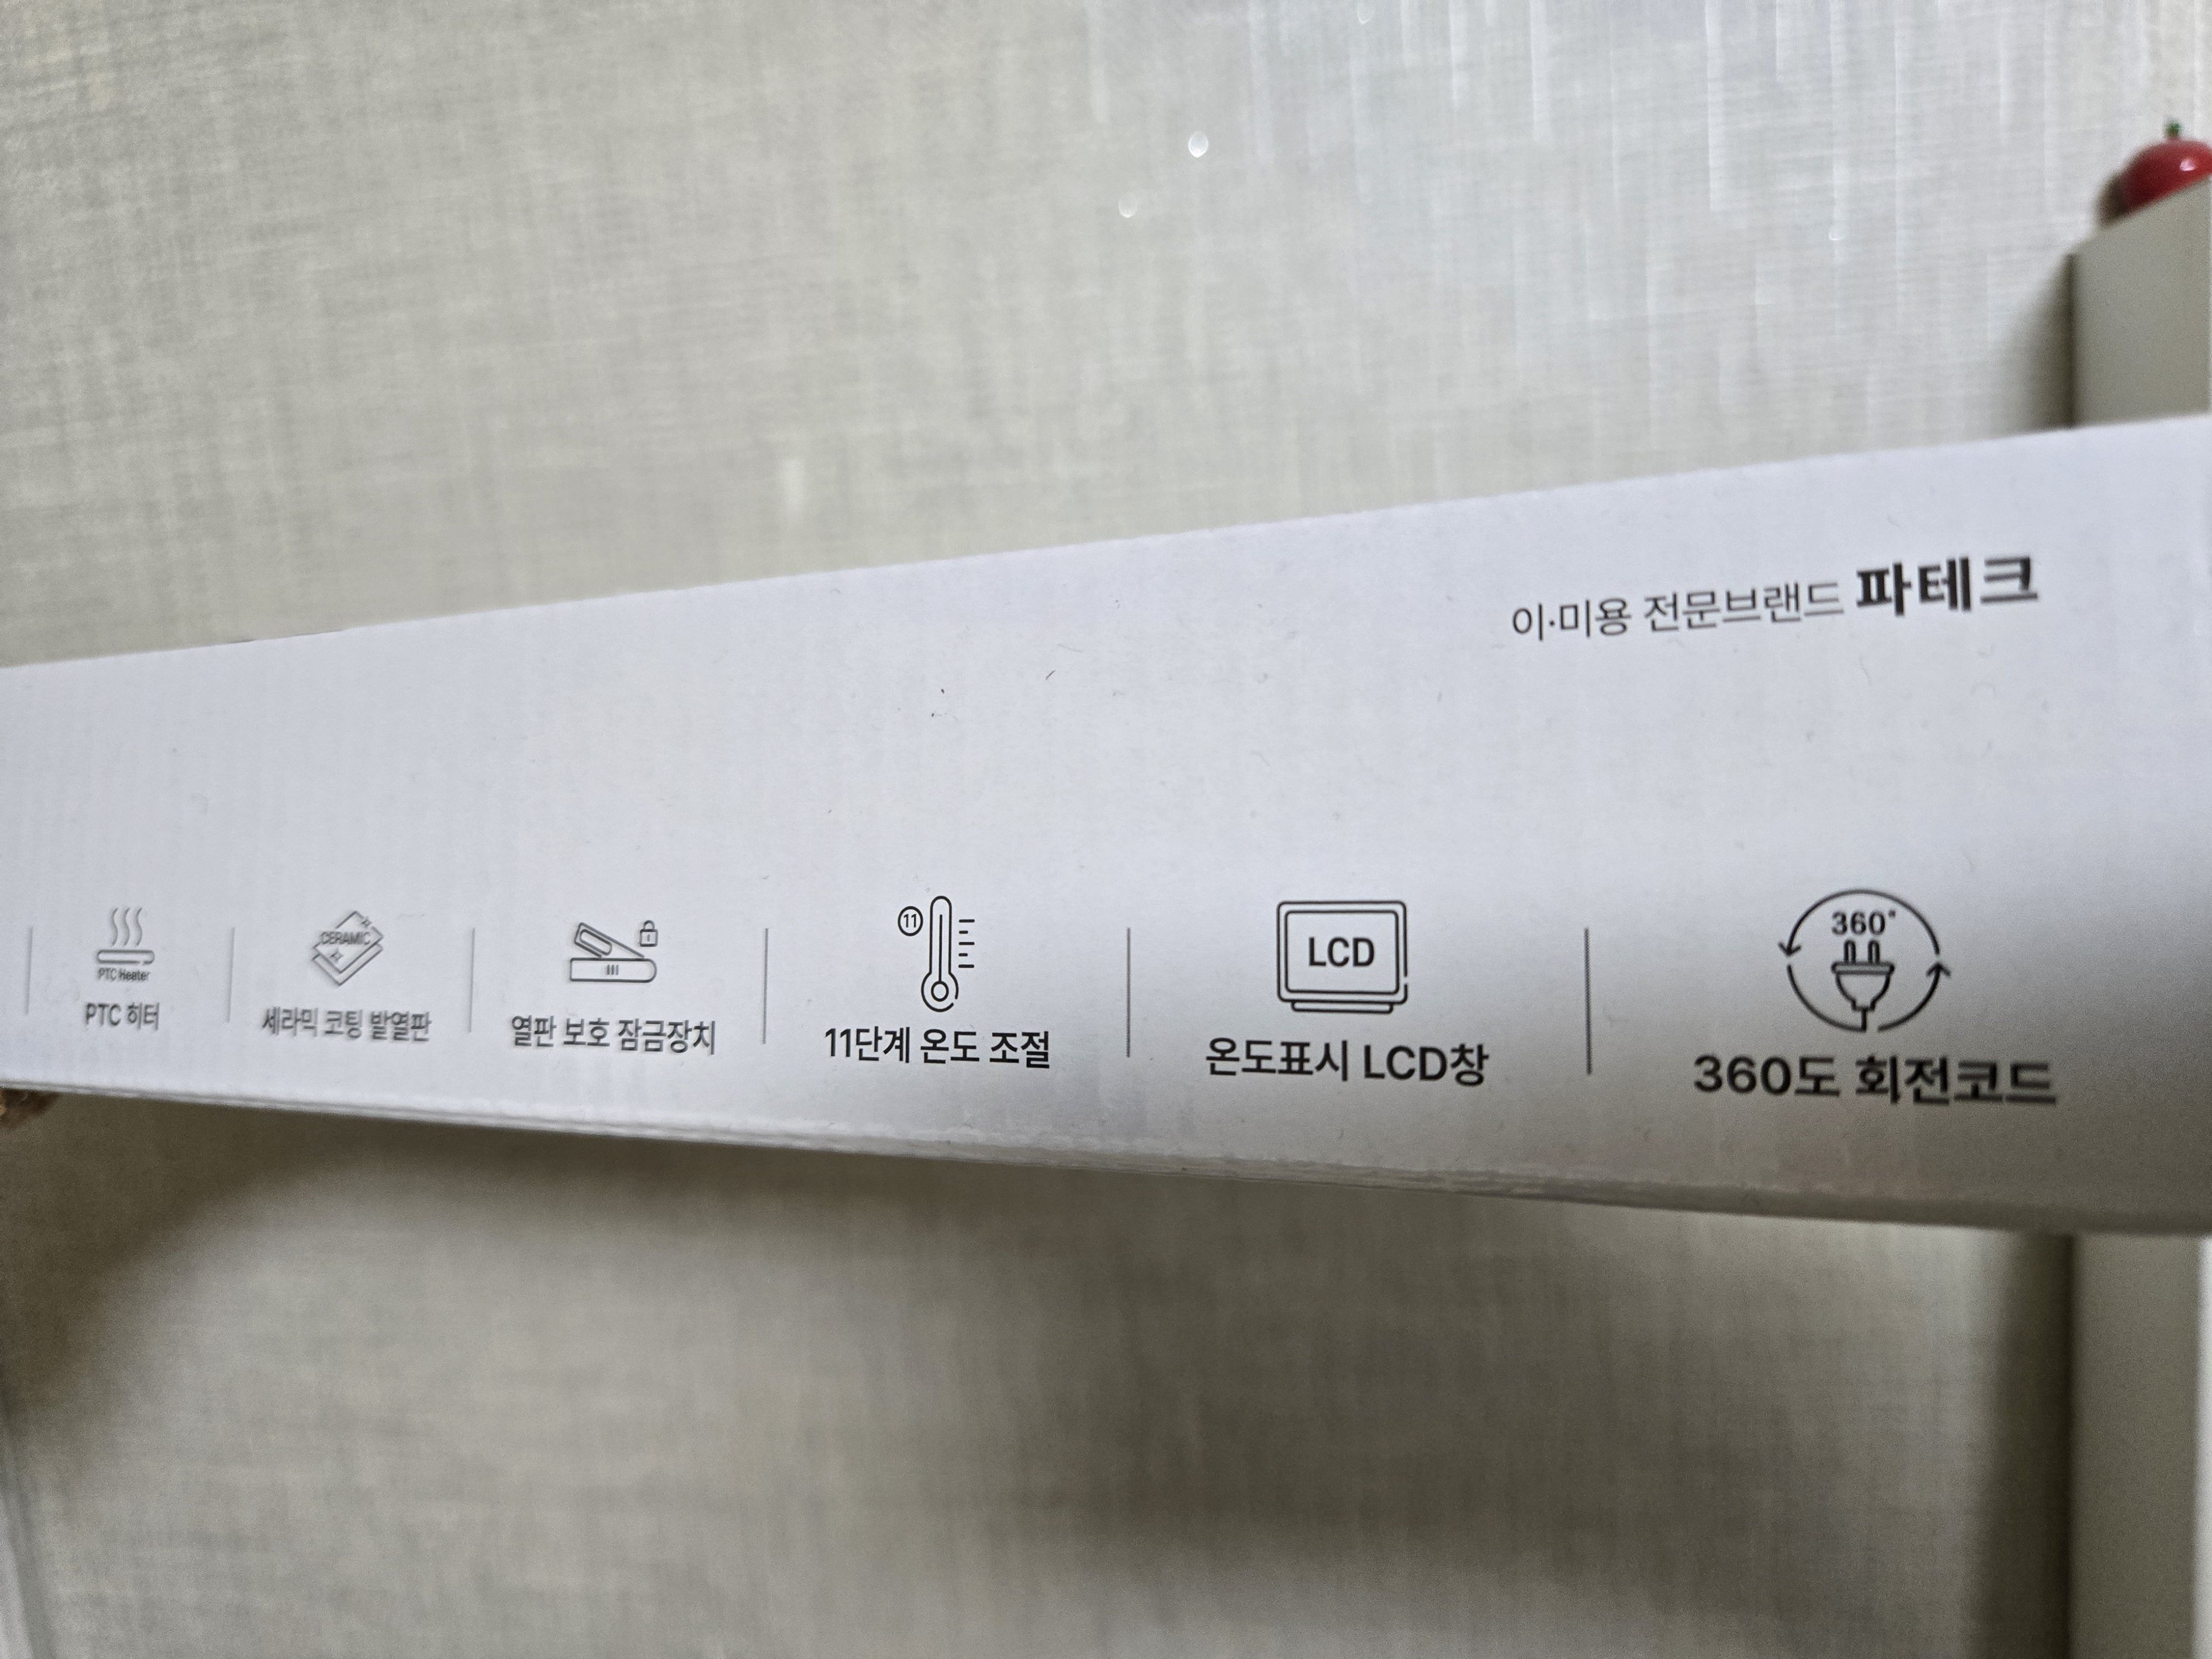 이·미용 전문브랜드 파테크
PTC Heater
PTC 히터
CERAMIC
세라믹 코팅 발열판
열판 보호 잠금장치
11
11단계 온도 조절
LCD
온도표시 LCD창
360°
360도 회전코드